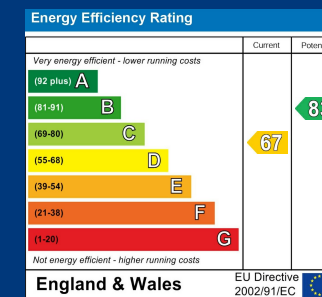 Energy Efficiency Rating
Current
Very energy efficient - lower running costs
(92 plus) A
(81-91) B
(69-80) C
67
(55-68) D
(39-54) E
(21-38) F
(1-20) G
Not energy efficient - higher running costs
England & Wales
EU Directive
2002/91/EC